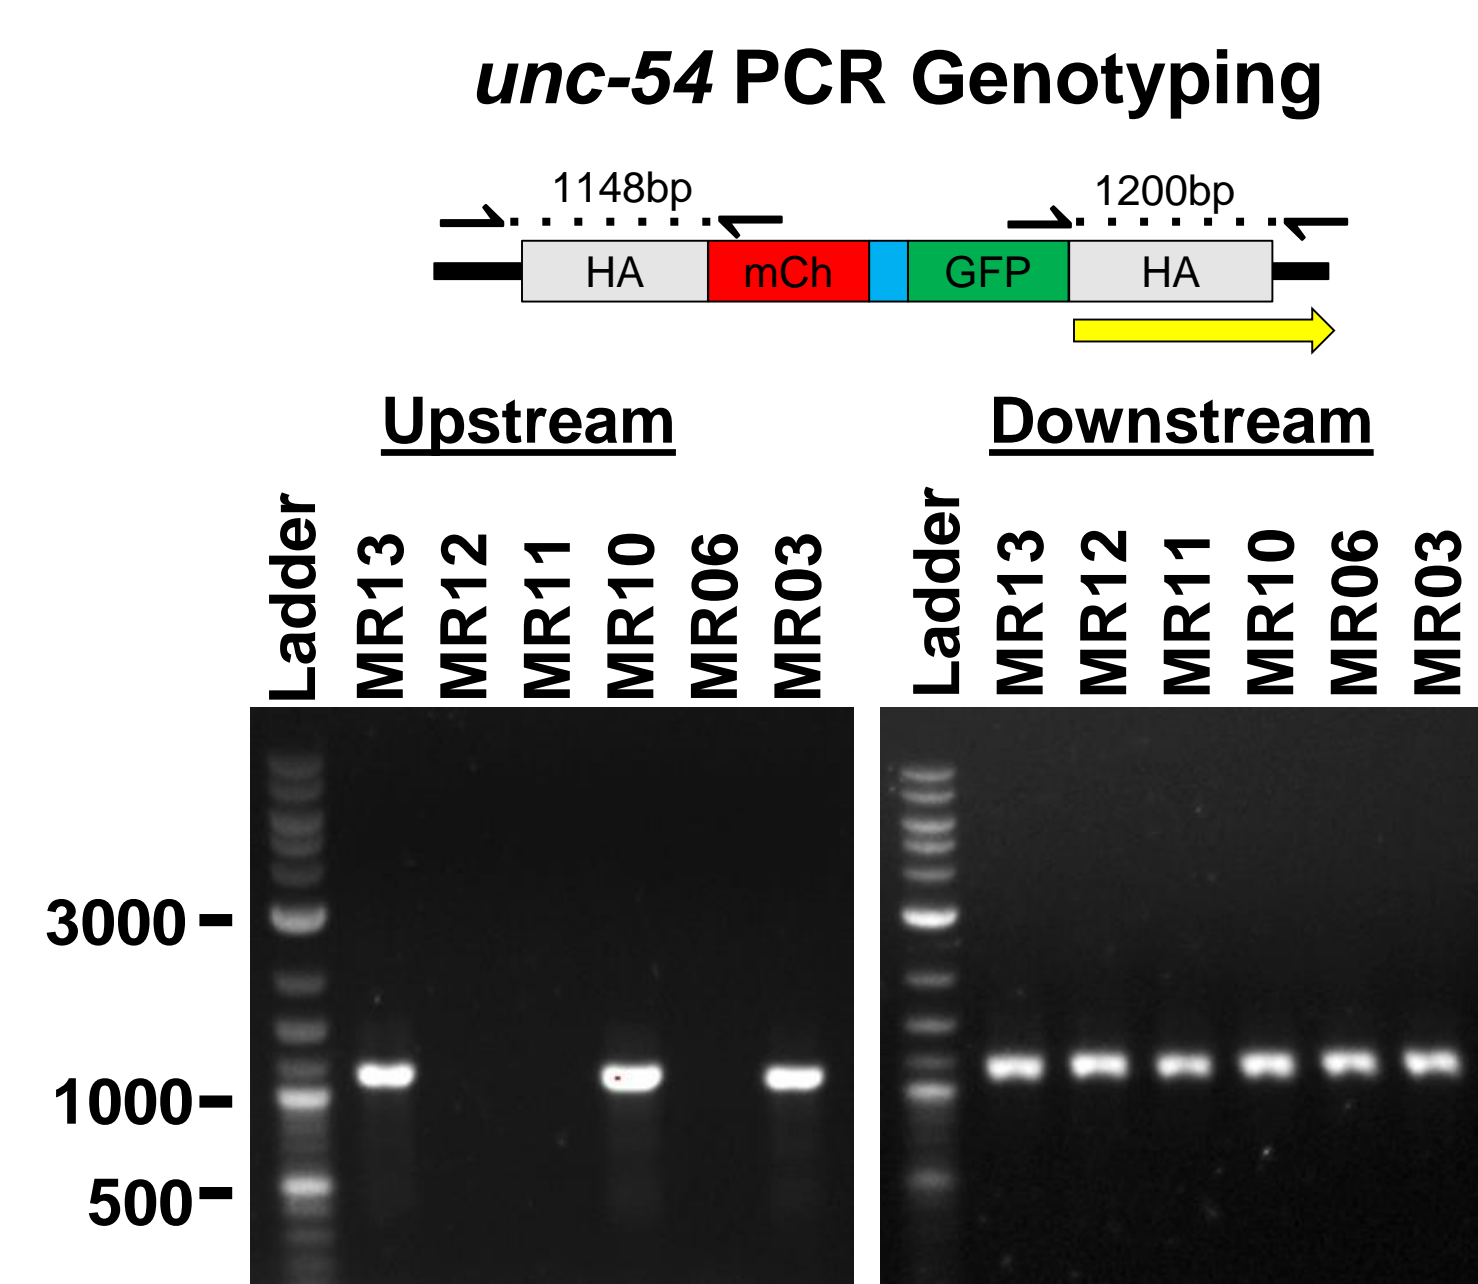 unc-54 PCR Genotyping
1148bp
1200bp
HA
mCh
GFP
HA
Upstream
Downstream
Ladder
MR13
MR12
MR11
MR10
MR06
MR03
Ladder
MR13
MR12
MR11
MR10
MR06
MR03
3000
1000
500